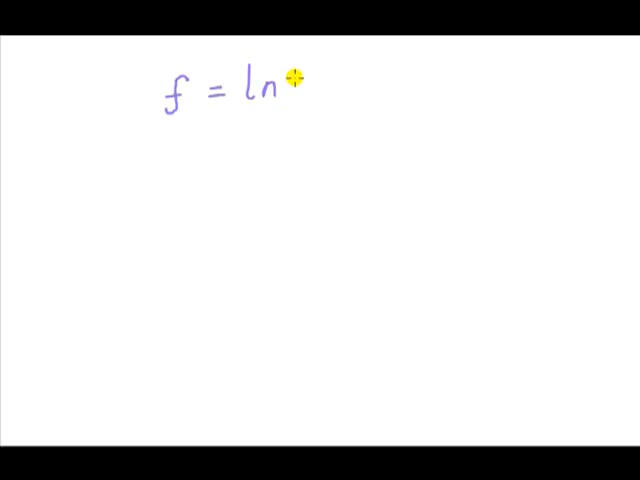 f = ln